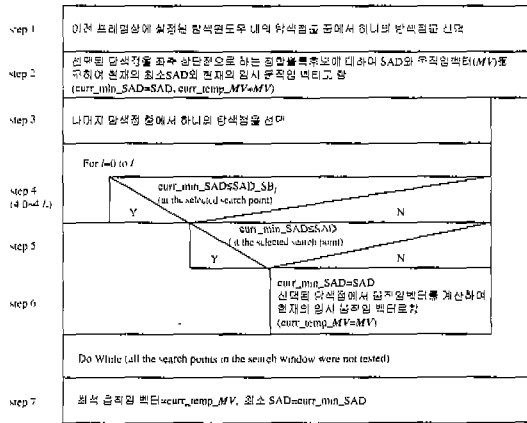 step 1
이전 프레임상에 설정된 탐색윈도우 내의 탐색점들 중에서 하나의 탐색점 선택
step 2
선택된 탐색점을 좌측 상단점으로 하는 정합블록후보에 대하여 SAD와 움직임벡터(MV)를
구하여 현재의 최소SAD와 현재의 임시 움직임 벡터로 함
(curr_min_SAD=SAD, curr_temp_MV=MV)
step 3
나머지 탐색점 중에서 하나의 탐색점을 선택
For l=0 to L
step 4
(4.0~4.L)
curr_min_SAD≤SAD_SBl
(at the selected search point)
Y
N
step 5
curr_min_SAD≤SAD
(at the selected search point)
Y
N
step 6
curr_min_SAD=SAD
선택된 탐색점에서 움직임벡터를 계산하여
현재의 임시 움직임 벡터로함
(curr_temp_MV=MV)
Do While (all the search points in the search window were not tested)
step 7
최적 움직임 벡터=curr_temp_MV, 최소 SAD=curr_min_SAD